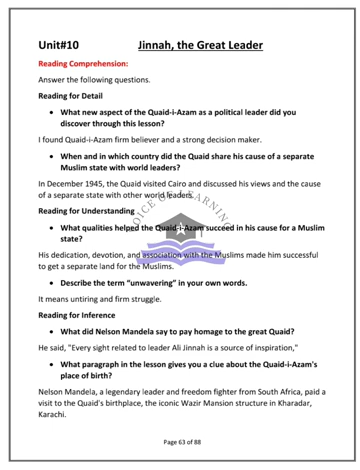 Unit#10 Jinnah, the Great Leader
Reading Comprehension:
Answer the following questions.
Reading for Detail
• When new aspect of the Quaid-i-Azam as a political leader did you
discover through this lesson?
I found Quaid-i-Azam firm believer and a strong decision maker.
• When and in which country did the Quaid share his cause of a separate
Muslim state with world leaders?
In December 1945, the Quaid visited Cairo and discussed his views and the cause
of a separate state with other world leaders.
Reading for Understanding
• What qualities helped the Quaid-i-Azam succeed in his cause for a Muslim
state?
His dedication, devotion, and association with the Muslims made him successful
to get a separate land for the Muslims.
• Describe the term "unwavering" in your own words.
It means untiring and firm struggle.
Reading for Inference
• What did Nelson Mandela say to pay homage to the great Quaid?
He said, "Every sight related to leader Ali Jinnah is a source of inspiration,"
• What paragraph in the lesson gives you a clue about the Quaid-i-Azam's
place of birth?
Nelson Mandela, a legendary leader and freedom fighter from South Africa, paid a
visit to the Quaid's birthplace, the iconic Wazir Mansion structure in Kharadar,
Karachi.
Page 63 of 88